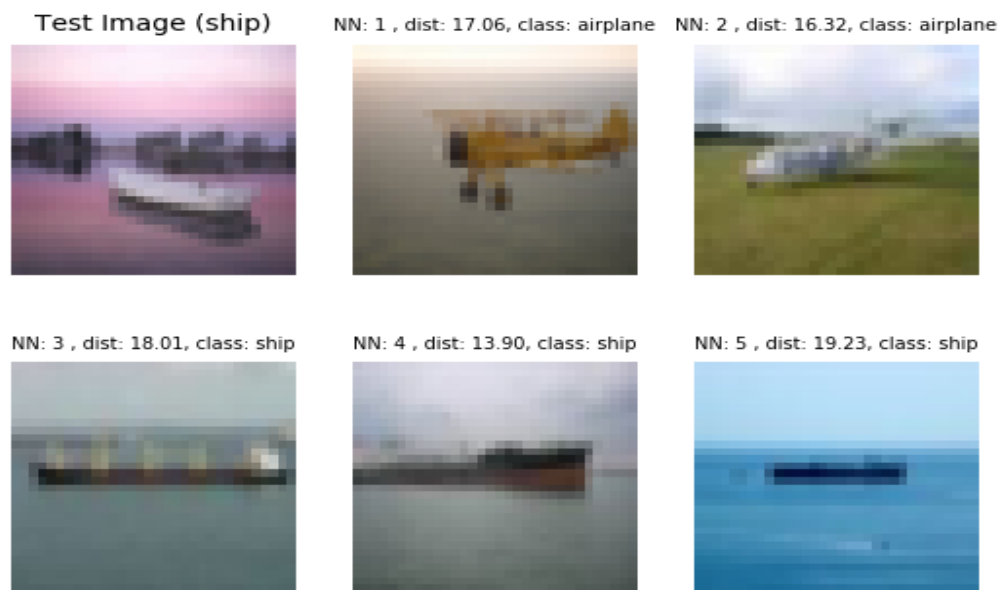 Test Image (ship)
NN: 1 , dist: 17.06, class: airplane
NN: 2 , dist: 16.32, class: airplane
NN: 3 , dist: 18.01, class: ship
NN: 4 , dist: 13.90, class: ship
NN: 5 , dist: 19.23, class: ship